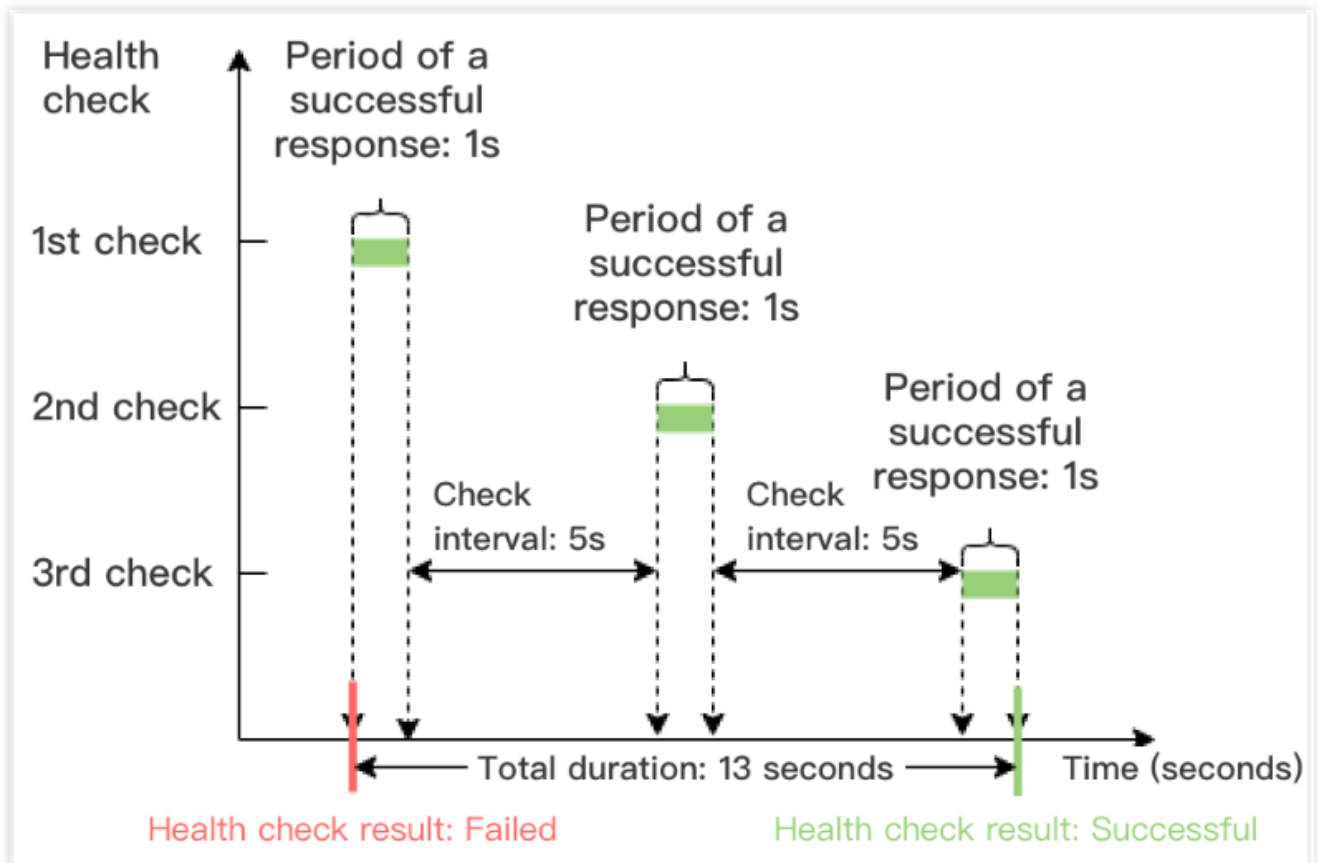 Health
check
Period of a
successful
response: 1s
1st check
Period of a
successful
response: 1s
2nd check
Period of a
successful
response: 1s
Check
interval: 5s
Check
interval: 5s
3rd check
Total duration: 13 seconds
Time (seconds)
Health check result: Failed
Health check result: Successful